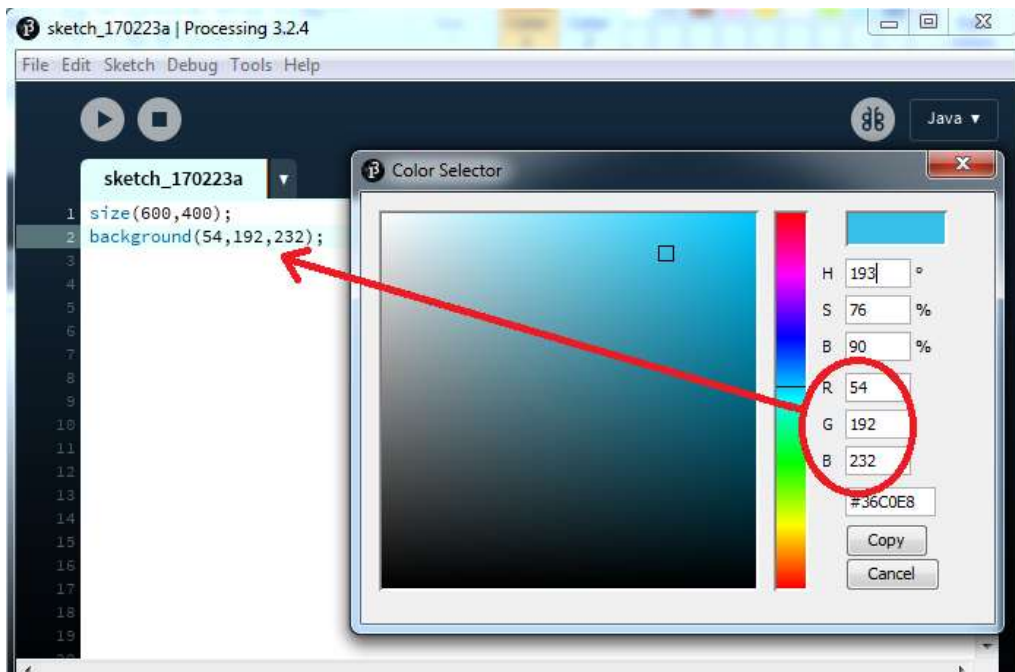 sketch_170223a | Processing 3.2.4
File Edit Sketch Debug Tools Help
Java ▼
sketch_170223a ▼
1 size(600,400);
2 background(54,192,232);
3
4
5
6
7
8
9
10
11
12
13
14
15
16
17
18
19
20
Color Selector
H 193 °
S 76 %
B 90 %
R 54
G 192
B 232
#36C0E8
Copy
Cancel